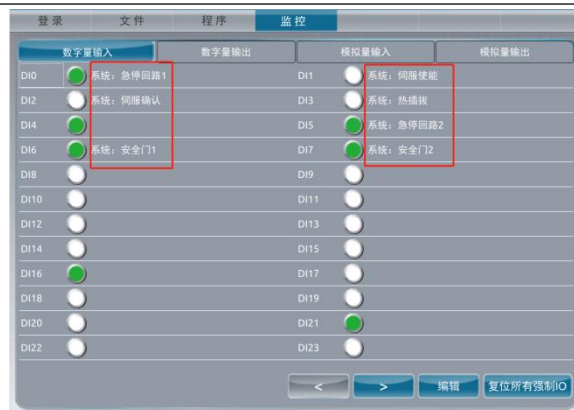 登录 文件 程序 监控
数字量输入 数字量输出 模拟量输入 模拟量输出
DI0 系统：急停回路1 DI1 系统：伺服使能
DI2 系统：伺服确认 DI3 系统：热插拔
DI4 DI5 系统：急停回路2
DI6 系统：安全门1 DI7 系统：安全门2
DI8 DI9
DI10 DI11
DI12 DI13
DI14 DI15
DI16 DI17
DI18 DI19
DI20 DI21
DI22 DI23
< > 编辑 复位所有强制IO